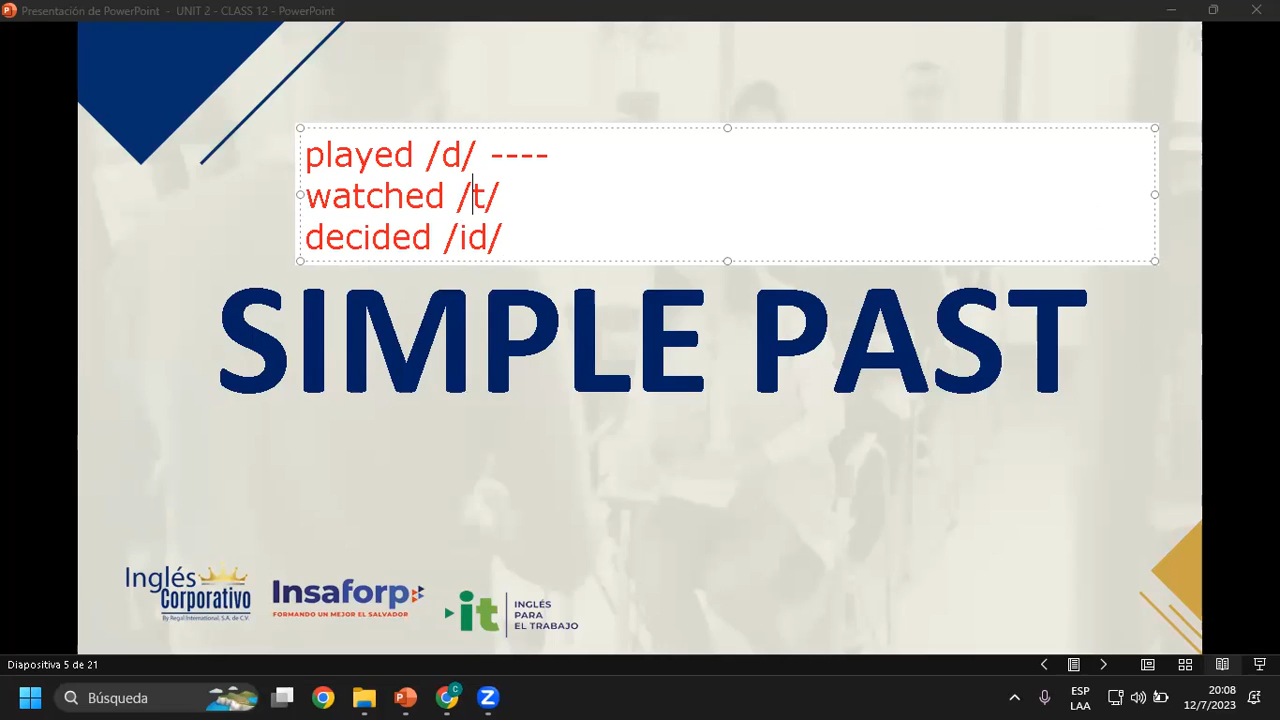 Presentación de PowerPoint - UNIT 2 - CLASS 12 - PowerPoint
played /d/ ----
watched /t/
decided /id/
SIMPLE PAST
Inglés
Corporativo
By Regal International, S.A. de C.V.
Insaforp
FORMANDO UN MEJOR EL SALVADOR
it
INGLÉS
PARA
EL TRABAJO
Diapositiva 5 de 21
Búsqueda
ESP
LAA
20:08
12/7/2023